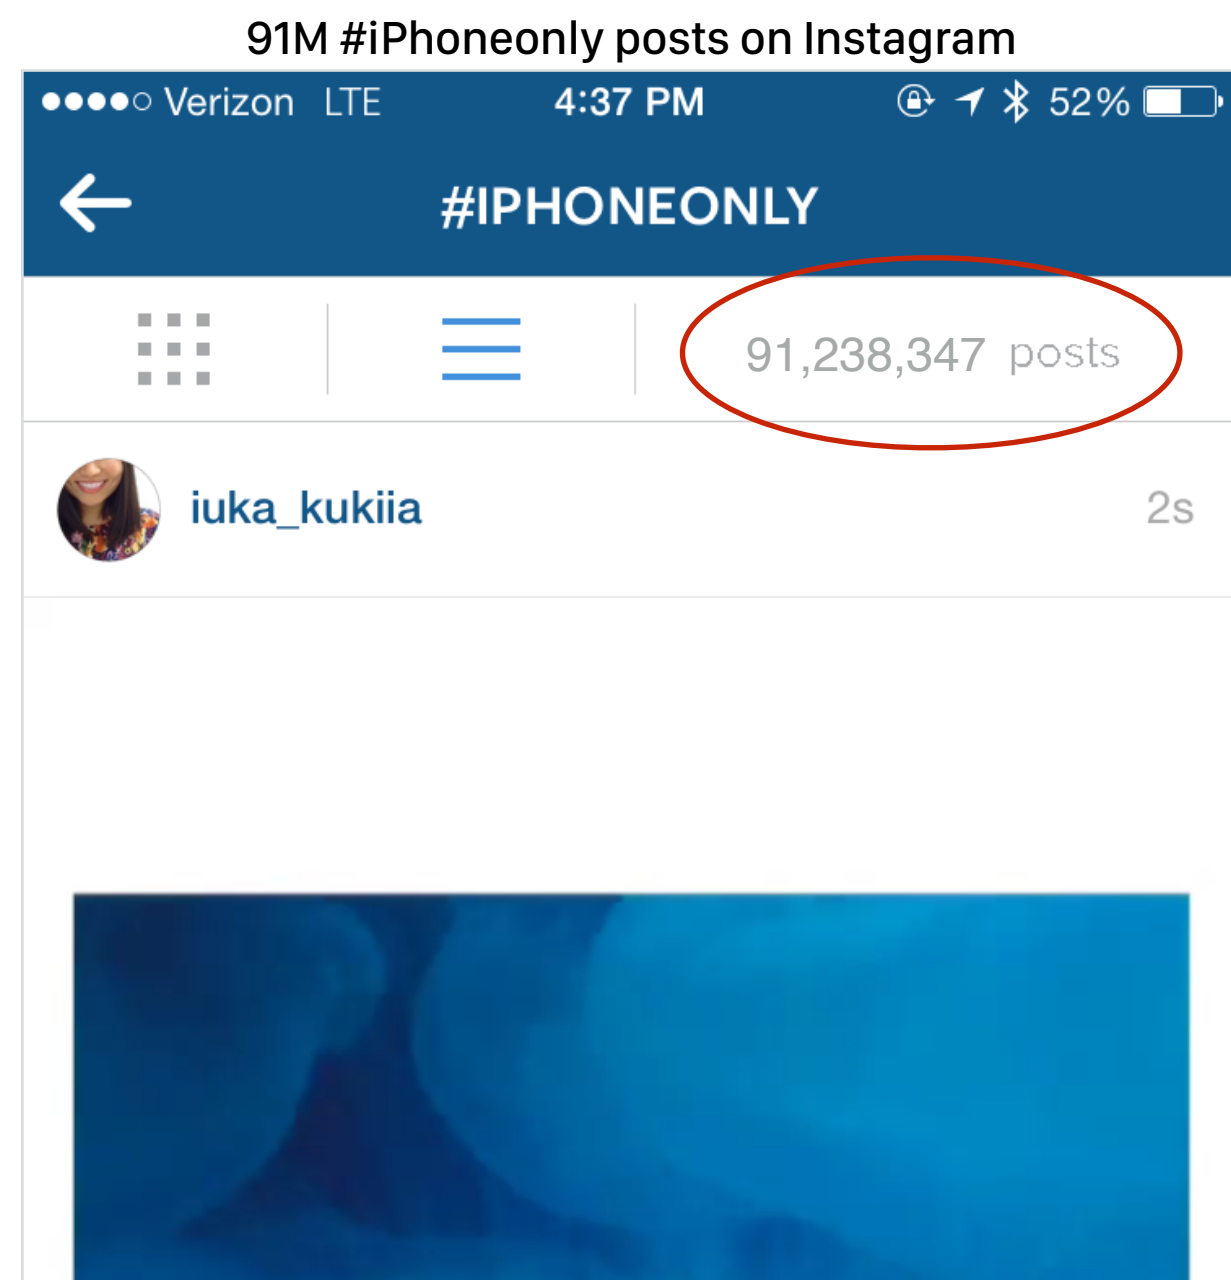 91M #iPhoneonly posts on Instagram
Verizon LTE 4:37 PM 52%
#IPHONEONLY
91,238,347 posts
iuka_kukiia 2s